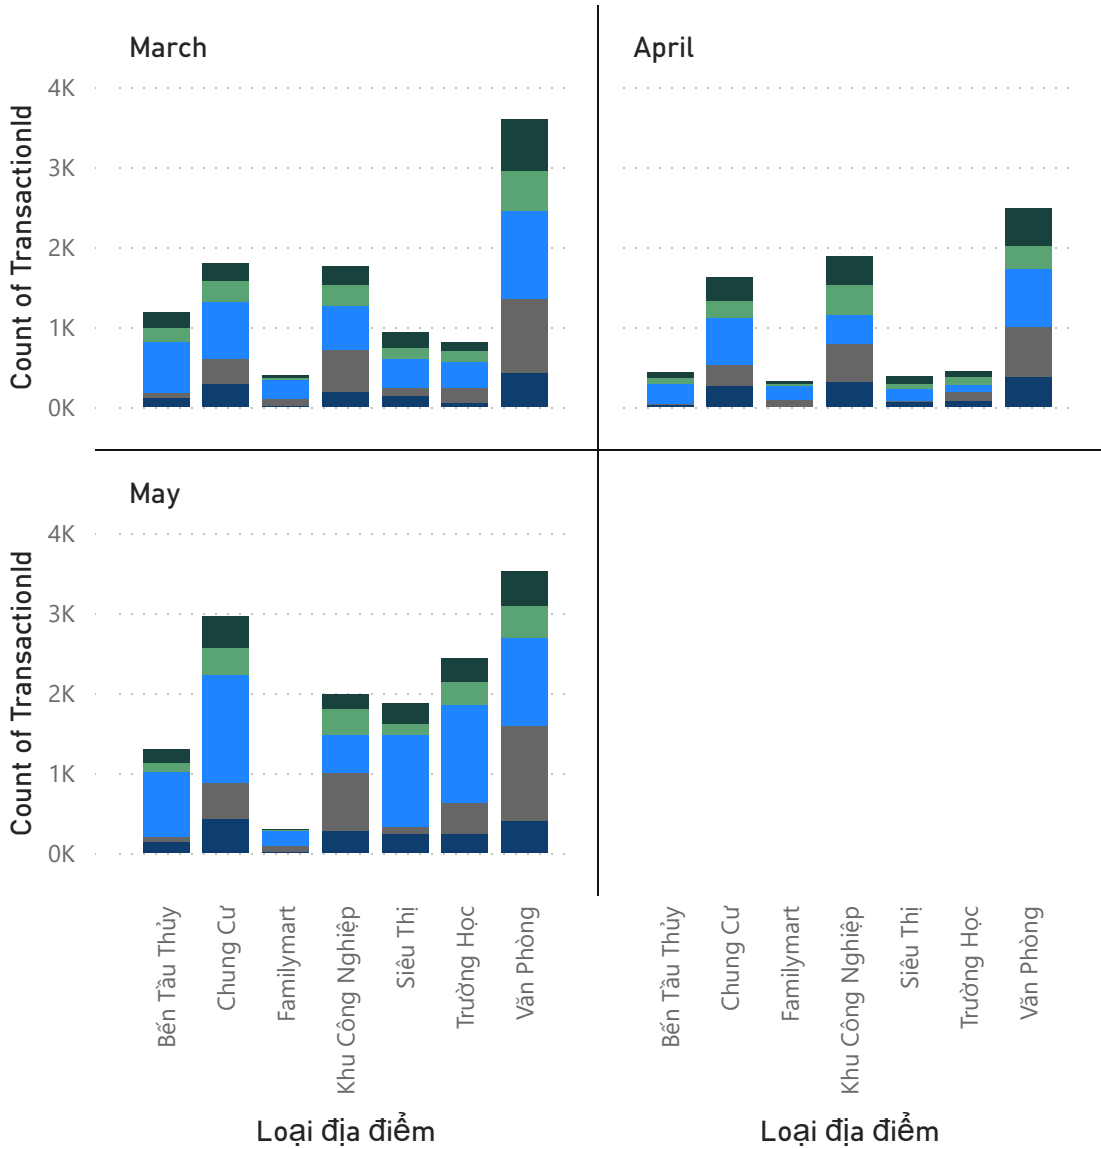 March
April
4K
3K
2K
1K
0K
Count of TransactionId
May
4K
3K
2K
1K
0K
Count of TransactionId
Bến Tầu Thủy
Chung Cư
Familymart
Khu Công Nghiệp
Siêu Thị
Trường Học
Văn Phòng
Bến Tầu Thủy
Chung Cư
Familymart
Khu Công Nghiệp
Siêu Thị
Trường Học
Văn Phòng
Loại địa điểm
Loại địa điểm